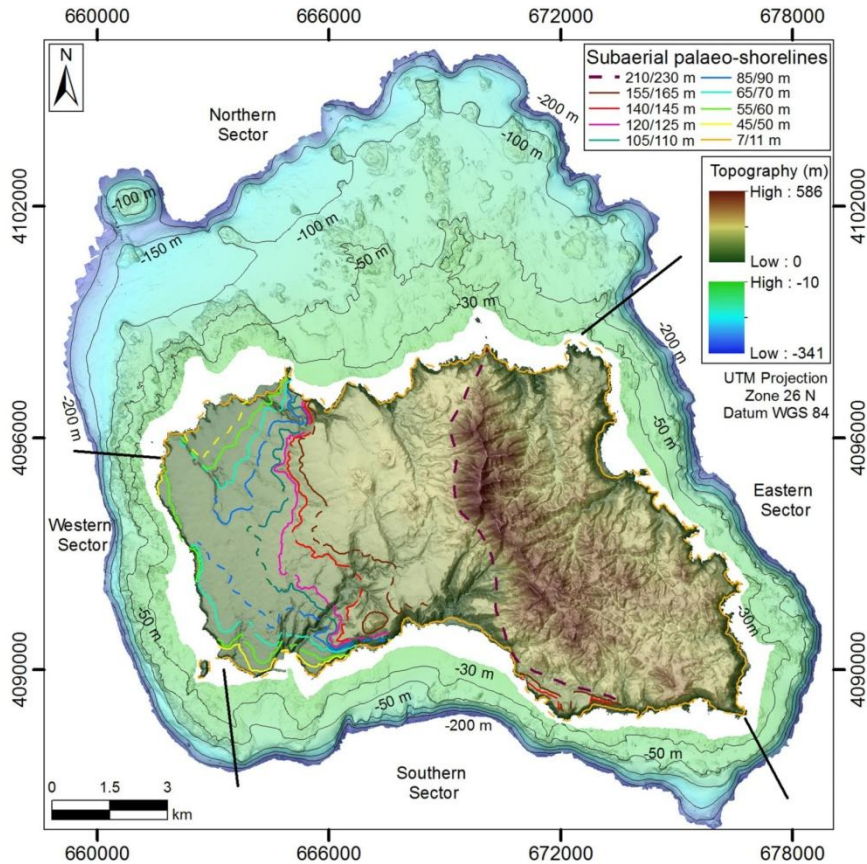 660000 666000 672000 678000
N
Northern
Sector
Subaerial palaeo-shorelines
210/230 m 85/90 m
155/165 m 65/70 m
140/145 m 55/60 m
120/125 m 45/50 m
105/110 m 7/11 m
Topography (m)
High : 586
Low : 0
High : -10
Low : -341
UTM Projection
Zone 26 N
Datum WGS 84
-200 m
-100 m
-100 m
-150 m
-100 m
-50 m
-30 m
-200 m
-200 m
-50 m
4102000 4102000
4096000 4096000
4090000 4090000
Western
Sector
Eastern
Sector
-50 m
-30m
-30 m
-50 m
-200 m
-50 m
Southern
Sector
0 1.5 3
km
660000 666000 672000 678000